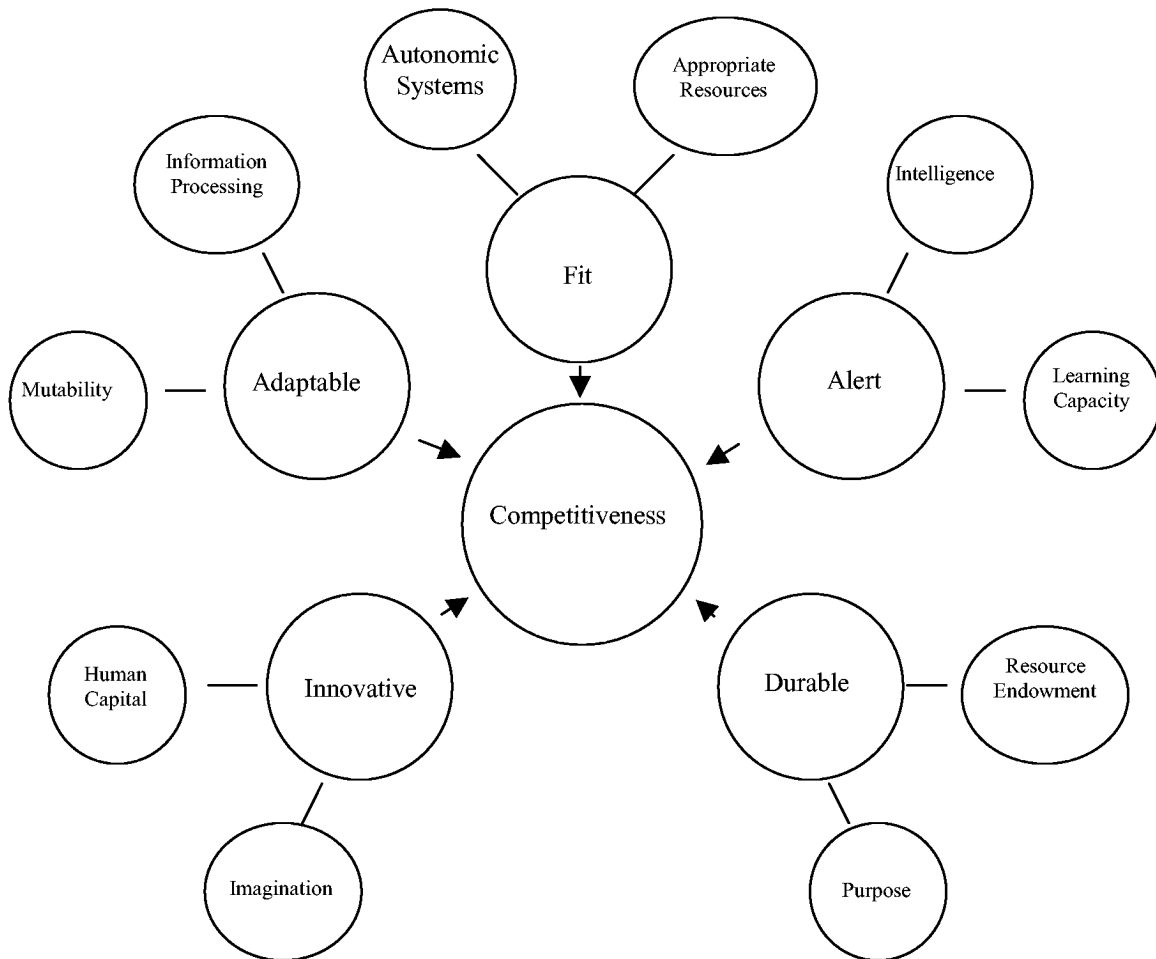 Autonomic
Systems
Appropriate
Resources
Information
Processing
Intelligence
Fit
Mutability
Adaptable
Alert
Learning
Capacity
Competitiveness
Human
Capital
Innovative
Durable
Resource
Endowment
Imagination
Purpose